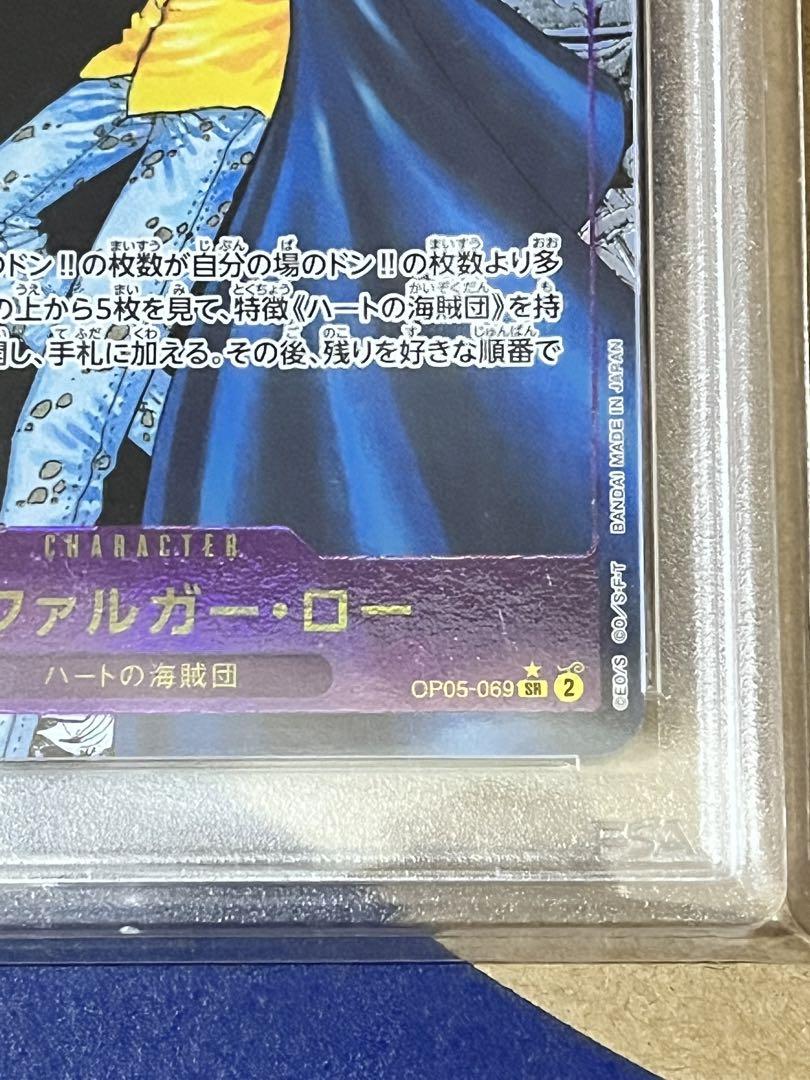 のドン!!の枚数が自分の場のドン!!の枚数より多
の上から5枚を見て、特徴《ハートの海賊団》を持
開し、手札に加える。その後、残りを好きな順番で
CHARACTER
ファルガー・ロー
ハートの海賊団
OP05-069 ★ SR 2
©EO/S ©O/S・F・T BANDAI MADE IN JAPAN
PSA